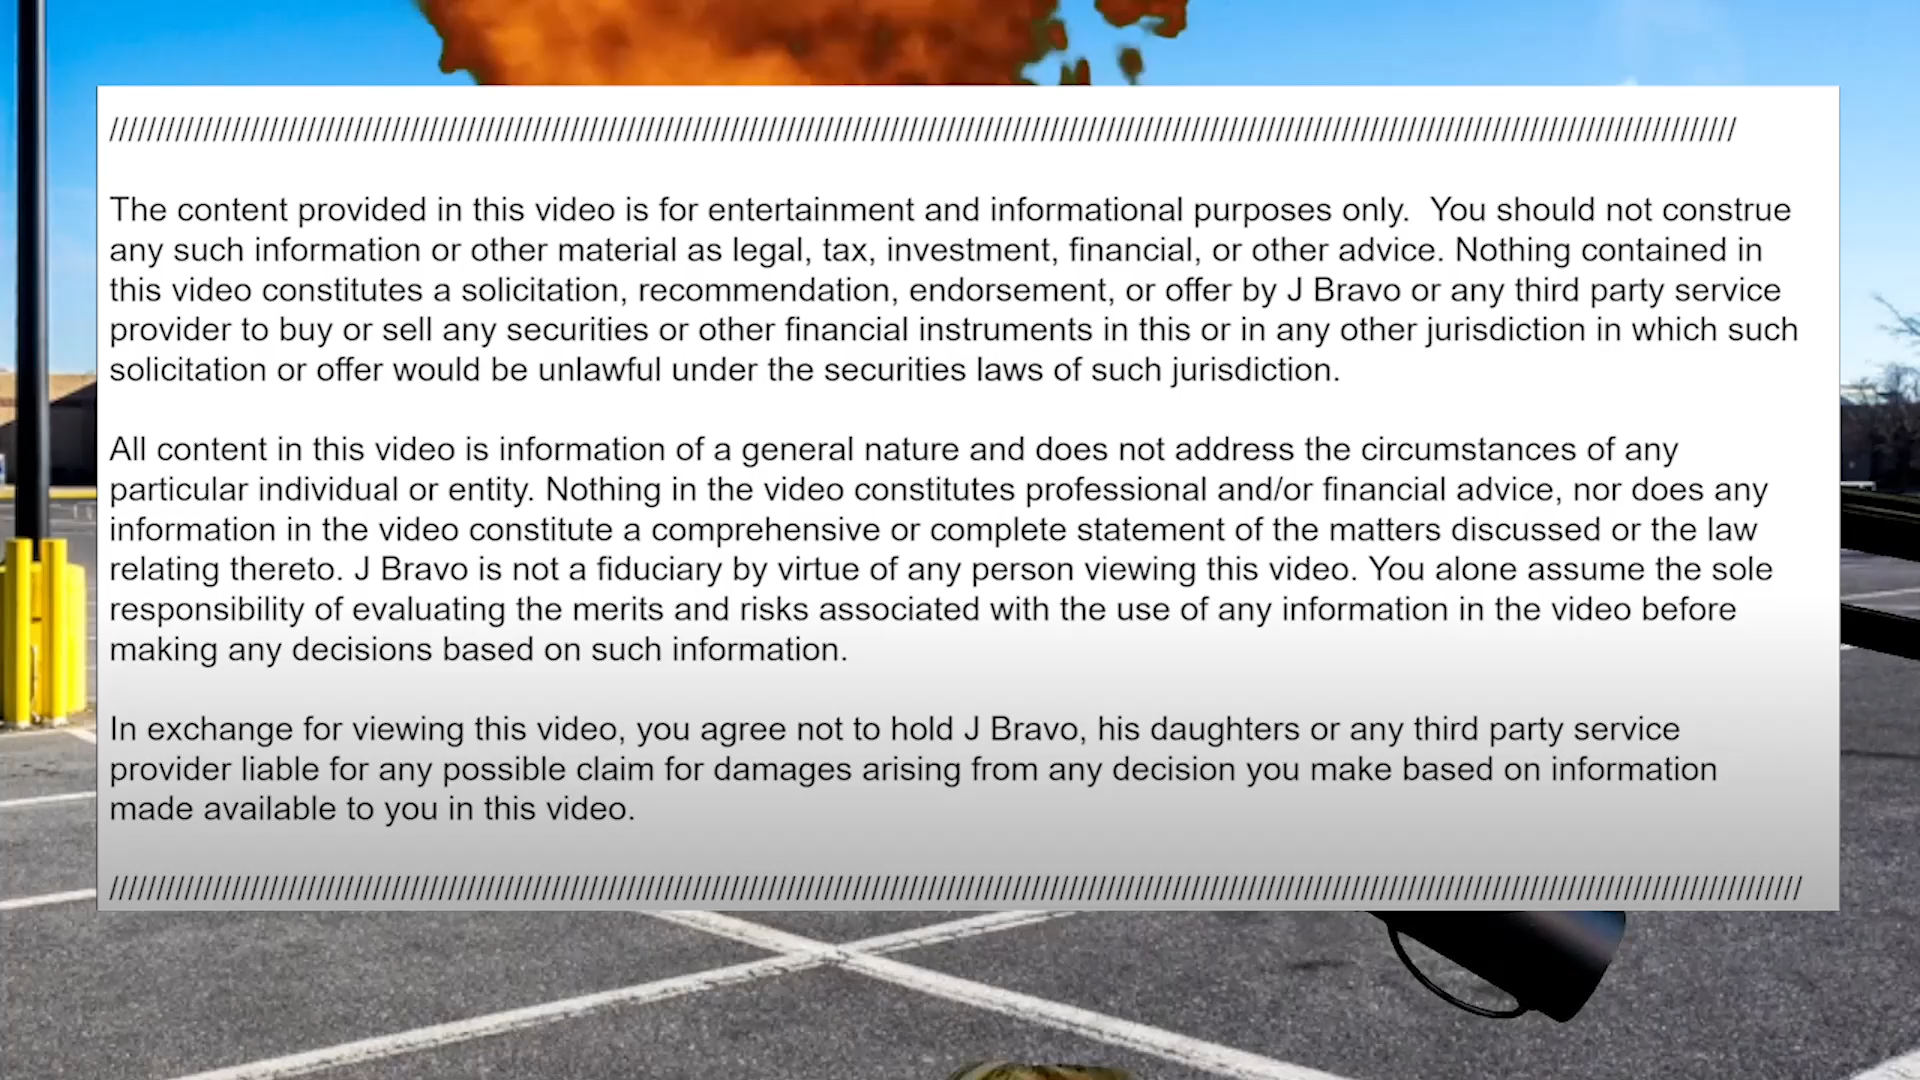 ////////////////////////////////////////////////////////////////////////////////////////////////////////////////////////////////////////////////////////////////////////////////
The content provided in this video is for entertainment and informational purposes only.  You should not construe
any such information or other material as legal, tax, investment, financial, or other advice. Nothing contained in
this video constitutes a solicitation, recommendation, endorsement, or offer by J Bravo or any third party service
provider to buy or sell any securities or other financial instruments in this or in any other jurisdiction in which such
solicitation or offer would be unlawful under the securities laws of such jurisdiction.
All content in this video is information of a general nature and does not address the circumstances of any
particular individual or entity. Nothing in the video constitutes professional and/or financial advice, nor does any
information in the video constitute a comprehensive or complete statement of the matters discussed or the law
relating thereto. J Bravo is not a fiduciary by virtue of any person viewing this video. You alone assume the sole
responsibility of evaluating the merits and risks associated with the use of any information in the video before
making any decisions based on such information.
In exchange for viewing this video, you agree not to hold J Bravo, his daughters or any third party service
provider liable for any possible claim for damages arising from any decision you make based on information
made available to you in this video.
////////////////////////////////////////////////////////////////////////////////////////////////////////////////////////////////////////////////////////////////////////////////////////